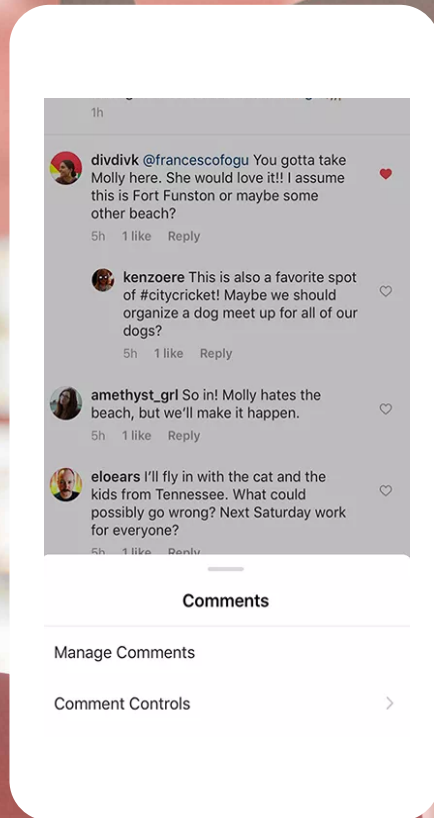 1h
divdivk @francescofogu You gotta take
Molly here. She would love it!! I assume
this is Fort Funston or maybe some
other beach?
5h 1 like Reply
kenzoere This is also a favorite spot
of #citycricket! Maybe we should
organize a dog meet up for all of our
dogs?
5h 1 like Reply
amethyst_grl So in! Molly hates the
beach, but we'll make it happen.
5h 1 like Reply
eloears I'll fly in with the cat and the
kids from Tennessee. What could
possibly go wrong? Next Saturday work
for everyone?
5h 1 like Reply
Comments
Manage Comments
Comment Controls